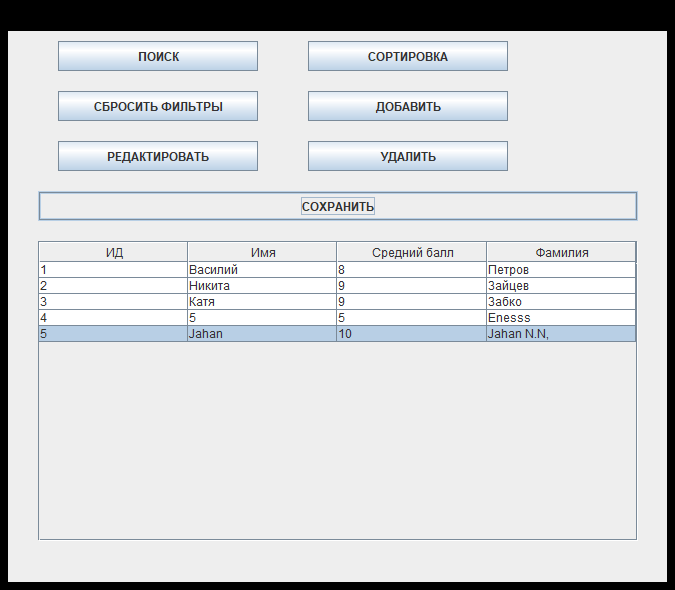 ПОИСК СОРТИРОВКА
СБРОСИТЬ ФИЛЬТРЫ ДОБАВИТЬ
РЕДАКТИРОВАТЬ УДАЛИТЬ
СОХРАНИТЬ
ИД Имя Средний балл Фамилия
1 Василий 8 Петров
2 Никита 9 Зайцев
3 Катя 9 Забко
4 5 5 Enesss
5 Jahan 10 Jahan N.N,